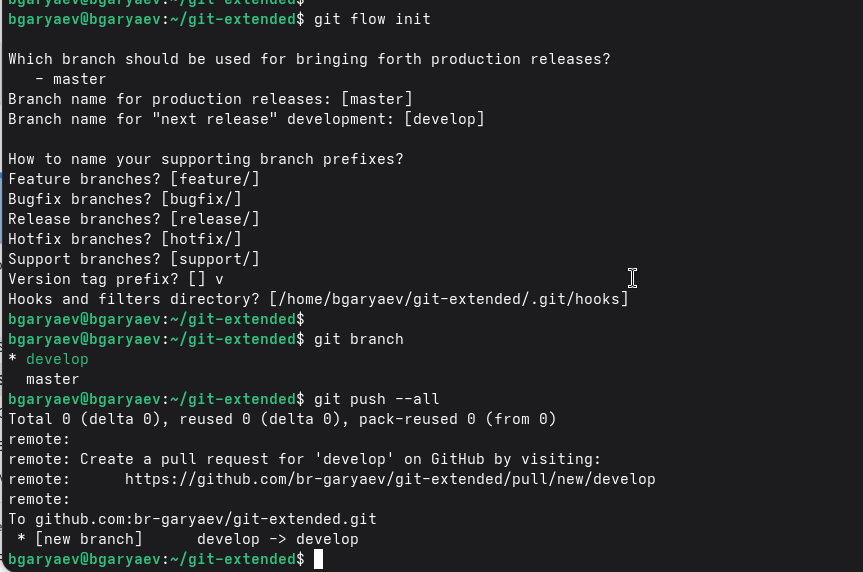 bgaryaev@bgaryaev:~/git-extended$
bgaryaev@bgaryaev:~/git-extended$ git flow init
Which branch should be used for bringing forth production releases?
   - master
Branch name for production releases: [master]
Branch name for "next release" development: [develop]
How to name your supporting branch prefixes?
Feature branches? [feature/]
Bugfix branches? [bugfix/]
Release branches? [release/]
Hotfix branches? [hotfix/]
Support branches? [support/]
Version tag prefix? [] v
Hooks and filters directory? [/home/bgaryaev/git-extended/.git/hooks]
bgaryaev@bgaryaev:~/git-extended$
bgaryaev@bgaryaev:~/git-extended$ git branch
* develop
  master
bgaryaev@bgaryaev:~/git-extended$ git push --all
Total 0 (delta 0), reused 0 (delta 0), pack-reused 0 (from 0)
remote:
remote: Create a pull request for 'develop' on GitHub by visiting:
remote:      https://github.com/br-garyaev/git-extended/pull/new/develop
remote:
To github.com:br-garyaev/git-extended.git
 * [new branch]      develop -> develop
bgaryaev@bgaryaev:~/git-extended$